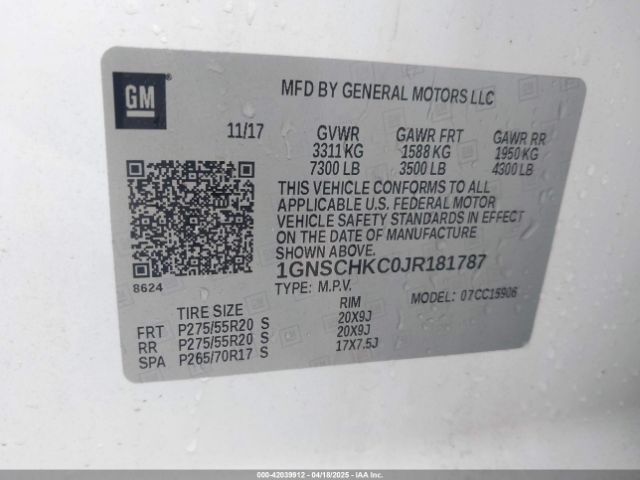 GM
MFD BY GENERAL MOTORS LLC
11/17 GVWR GAWR FRT GAWR RR
3311 KG 1588 KG 1950 KG
7300 LB 3500 LB 4300 LB
THIS VEHICLE CONFORMS TO ALL
APPLICABLE U.S. FEDERAL MOTOR
VEHICLE SAFETY STANDARDS IN EFFECT
ON THE DATE OF MANUFACTURE
SHOWN ABOVE.
8624
1GNSCHKC0JR181787
TYPE: M.P.V. MODEL: 07CC15906
TIRE SIZE RIM
FRT P275/55R20 S 20X9J
RR P275/55R20 S 20X9J
SPA P265/70R17 S 17X7.5J
000-42039912 / 04/18/2025 / IAAI.COM